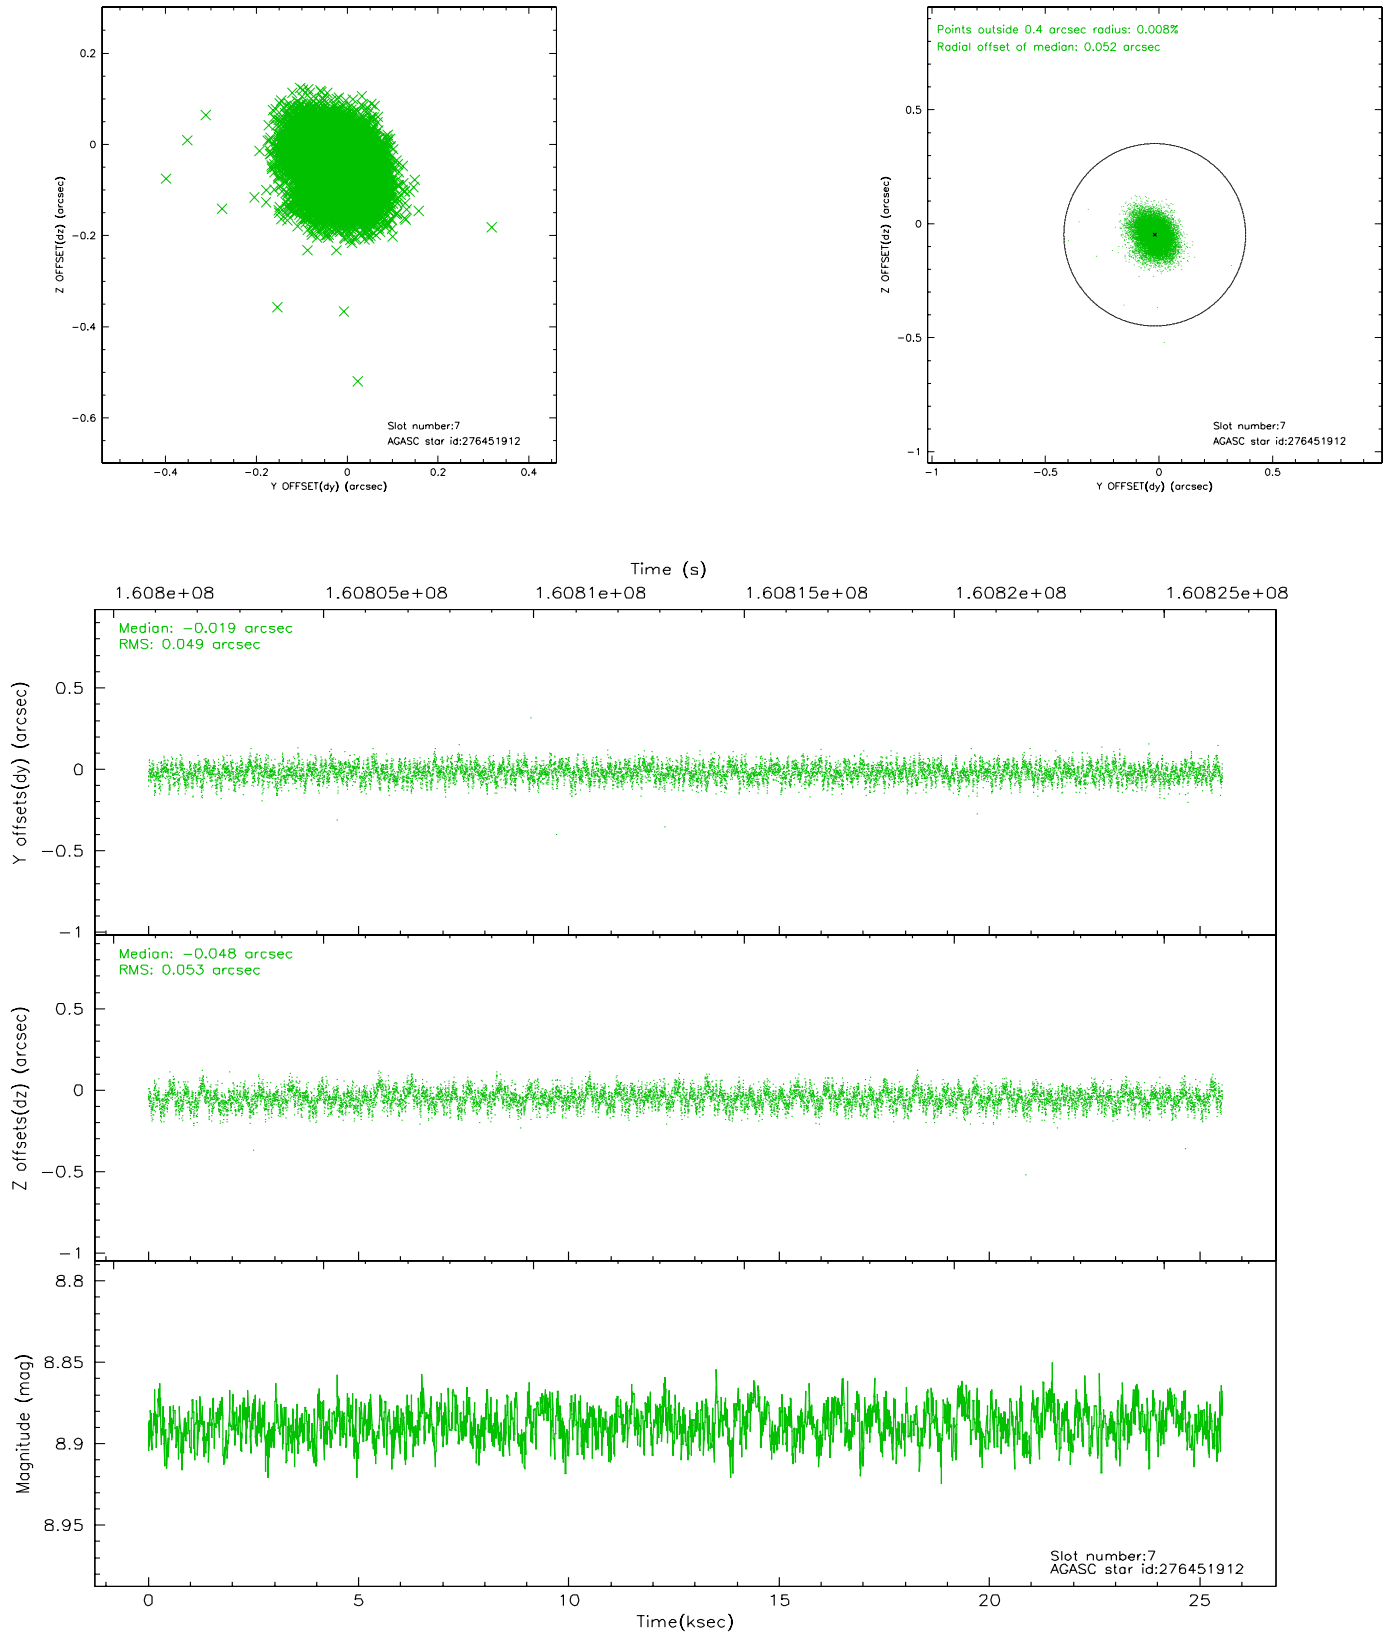 0.2
0
−0.2
−0.4
−0.6
Z OFFSET(dz) (arcsec)
Slot number:7
AGASC star id:276451912
−0.4 −0.2 0 0.2 0.4
Y OFFSET(dy) (arcsec)
Points outside 0.4 arcsec radius: 0.008%
Radial offset of median: 0.052 arcsec
0.5
0
−0.5
−1
Z OFFSET(dz) (arcsec)
Slot number:7
AGASC star id:276451912
−1 −0.5 0 0.5
Y OFFSET(dy) (arcsec)
Time (s)
1.608e+08 1.60805e+08 1.6081e+08 1.60815e+08 1.6082e+08 1.60825e+08
Median: −0.019 arcsec
RMS: 0.049 arcsec
0.5
0
−0.5
−1
Y offsets(dy) (arcsec)
Median: −0.048 arcsec
RMS: 0.053 arcsec
0.5
0
−0.5
−1
Z offsets(dz) (arcsec)
8.8
8.85
8.9
8.95
Magnitude (mag)
Slot number:7
AGASC star id:276451912
0 5 10 15 20 25
Time(ksec)